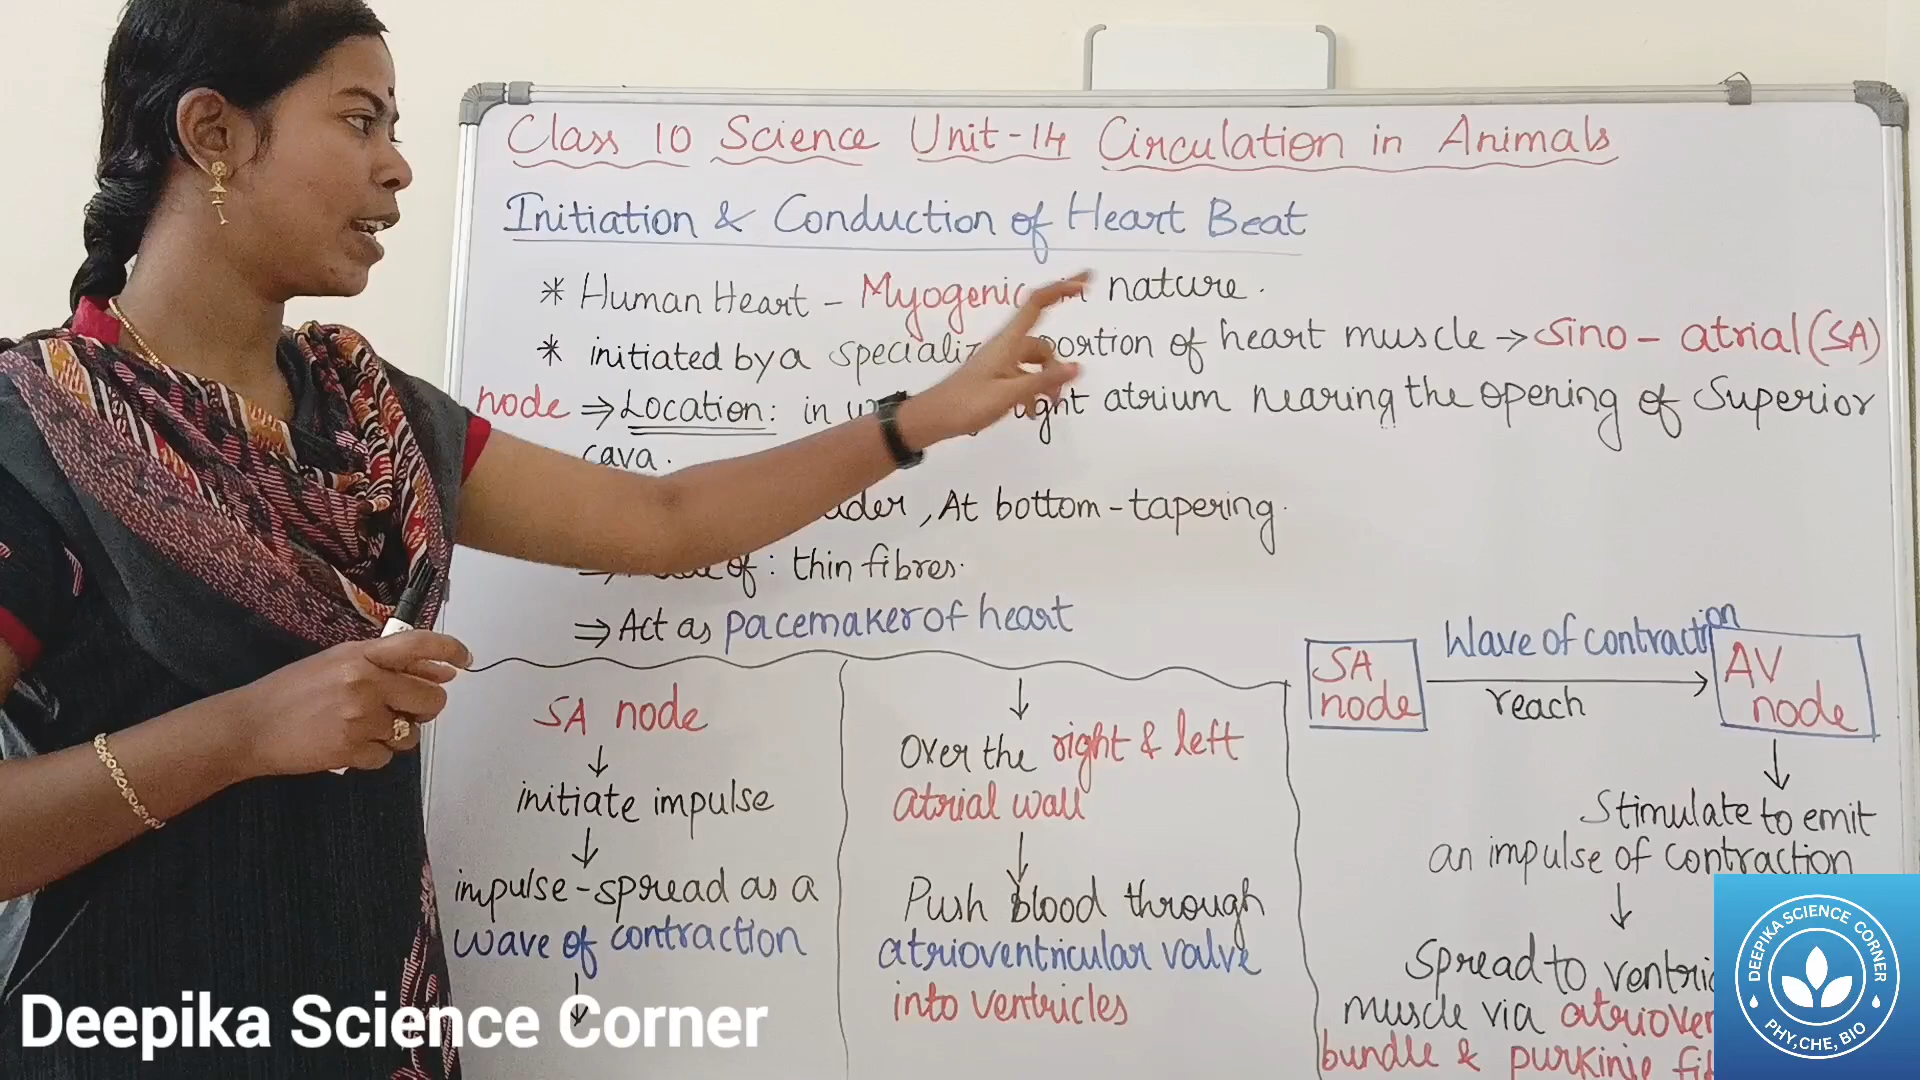 Class 10 Science Unit-14 Circulation in Animals
Initiation & Conduction of Heart Beat
* Human Heart - Myogenic in nature.
* initiated by a portion of heart muscle → Sino - atrial (SA)
node ⇒ Location: in atrium nearing the opening of Superior
cava.
, At bottom - tapering.
of: thin fibres.
⇒ Act as pacemaker of heart
SA node
↓
initiate impulse
↓
impulse - spread as a
wave of contraction
↓
↓
Over the right & left
atrial wall
↓
Push blood through
atrioventricular valve
into ventricles
SA node
Wave of contraction
→
reach
AV node
↓
Stimulate to emit
an impulse of contraction
↓
Spread to
muscle via
bundle & purkinje
Deepika Science Corner
DEEPIKA SCIENCE CORNER
PHY,CHE, BIO